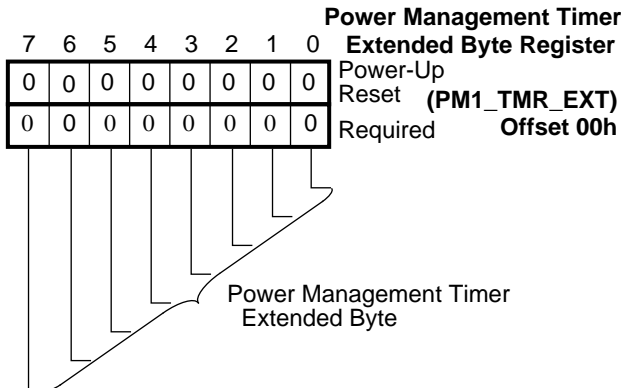 Power Management Timer
7 6 5 4 3 2 1 0 Extended Byte Register
0 0 0 0 0 0 0 0 Power-Up
Reset (PM1_TMR_EXT)
0 0 0 0 0 0 0 0 Required Offset 00h
Power Management Timer
Extended Byte